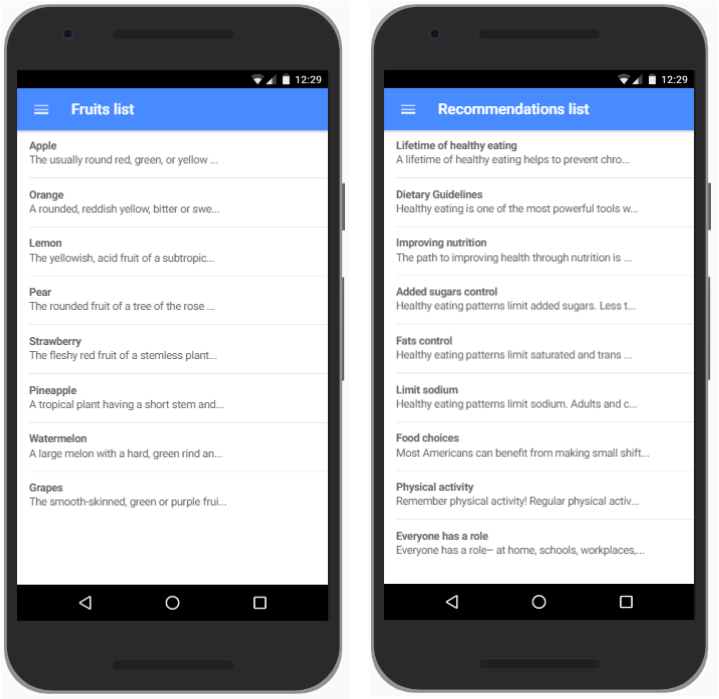 12:29
Fruits list
Apple
The usually round red, green, or yellow ...
Orange
A rounded, reddish yellow, bitter or swe...
Lemon
The yellowish, acid fruit of a subtropic...
Pear
The rounded fruit of a tree of the rose ...
Strawberry
The fleshy red fruit of a stemless plant...
Pineapple
A tropical plant having a short stem and...
Watermelon
A large melon with a hard, green rind an...
Grapes
The smooth-skinned, green or purple frui...
12:29
Recommendations list
Lifetime of healthy eating
A lifetime of healthy eating helps to prevent chro...
Dietary Guidelines
Healthy eating is one of the most powerful tools w...
Improving nutrition
The path to improving health through nutrition is ...
Added sugars control
Healthy eating patterns limit added sugars. Less t...
Fats control
Healthy eating patterns limit saturated and trans ...
Limit sodium
Healthy eating patterns limit sodium. Adults and c...
Food choices
Most Americans can benefit from making small shift...
Physical activity
Remember physical activity! Regular physical activ...
Everyone has a role
Everyone has a role– at home, schools, workplaces,...